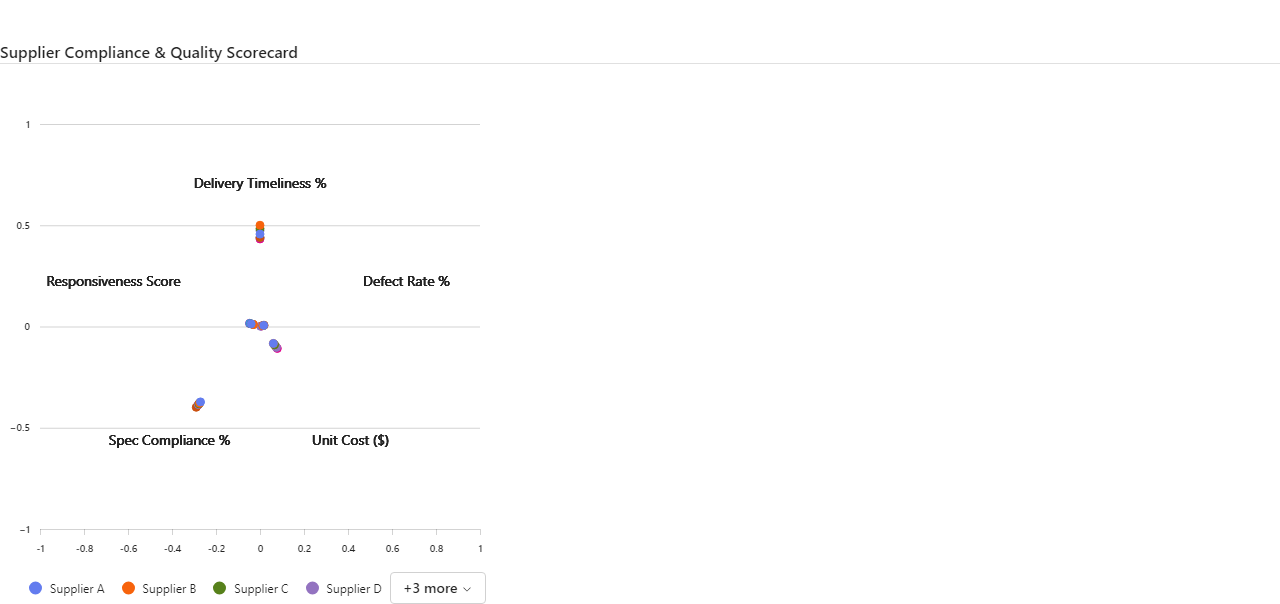 Supplier Compliance & Quality Scorecard
1
Delivery Timeliness %
0.5
Responsiveness Score
Defect Rate %
0
−0.5
Spec Compliance %
Unit Cost ($)
−1
-1 -0.8 -0.6 -0.4 -0.2 0 0.2 0.4 0.6 0.8 1
Supplier A Supplier B Supplier C Supplier D +3 more